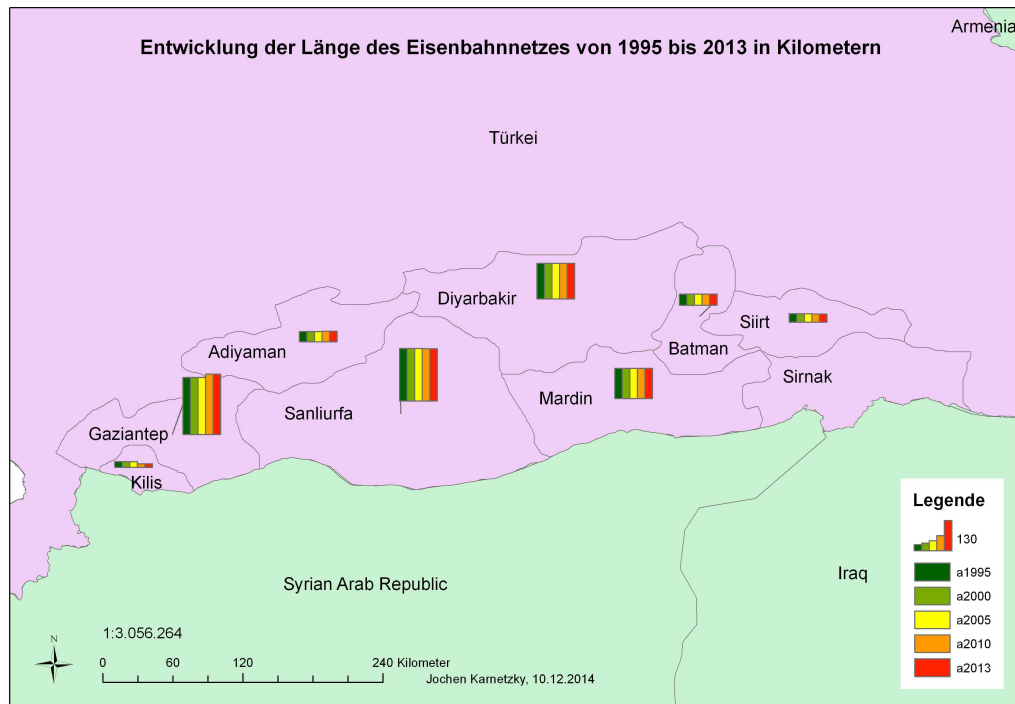 Armenia
Entwicklung der Länge des Eisenbahnnetzes von 1995 bis 2013 in Kilometern
Türkei
Diyarbakir
Siirt
Adiyaman
Batman
Sirnak
Mardin
Sanliurfa
Gaziantep
Kilis
Legende
130
a1995
a2000
a2005
a2010
a2013
Iraq
Syrian Arab Republic
N
1:3.056.264
0 60 120 240 Kilometer
Jochen Karnetzky, 10.12.2014